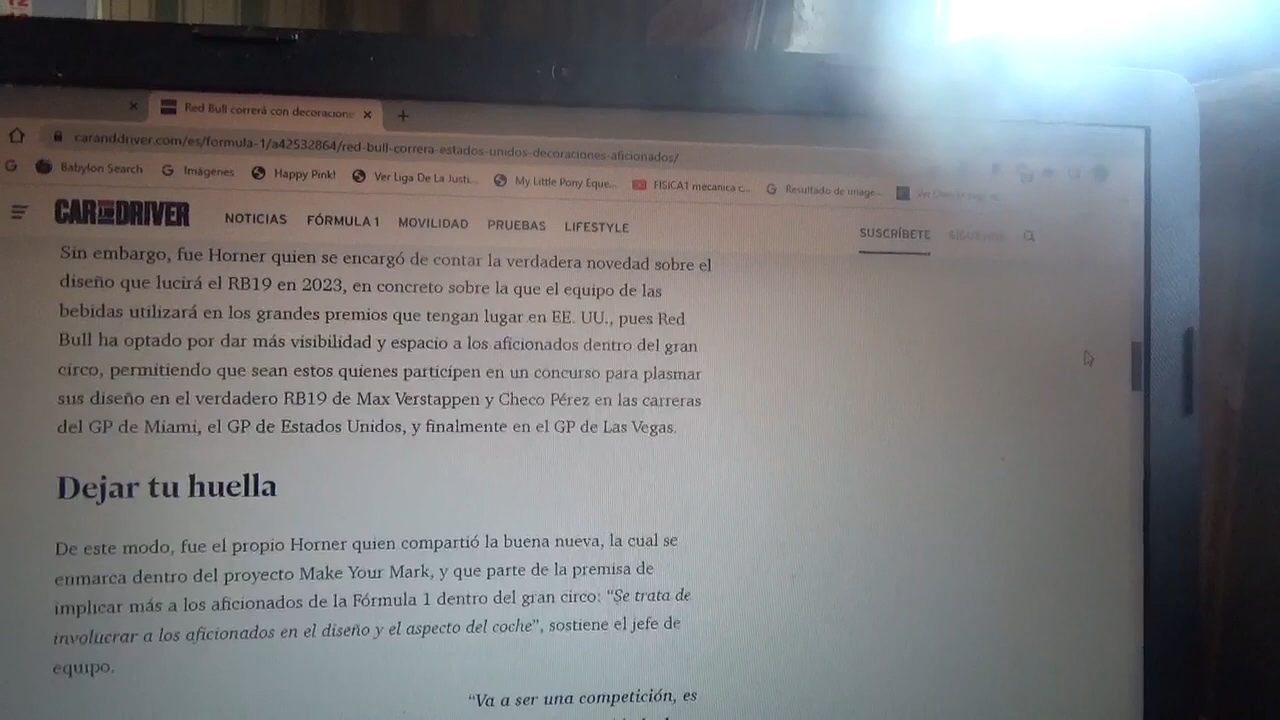 Red Bull correrá con decoracione
caranddriver.com/es/formula-1/a42532864/red-bull-correra-estados-unidos-decoraciones-aficionados/
G Babylon Search G Imágenes Happy Pink! Ver Liga De La Justi... My Little Pony Eque... FISICA1 mecanica c... G Resultado de image...
CAR AND DRIVER NOTICIAS FÓRMULA 1 MOVILIDAD PRUEBAS LIFESTYLE SUSCRÍBETE
Sin embargo, fue Horner quien se encargó de contar la verdadera novedad sobre el
diseño que lucirá el RB19 en 2023, en concreto sobre la que el equipo de las
bebidas utilizará en los grandes premios que tengan lugar en EE. UU., pues Red
Bull ha optado por dar más visibilidad y espacio a los aficionados dentro del gran
circo, permitiendo que sean estos quienes participen en un concurso para plasmar
sus diseño en el verdadero RB19 de Max Verstappen y Checo Pérez en las carreras
del GP de Miami, el GP de Estados Unidos, y finalmente en el GP de Las Vegas.
Dejar tu huella
De este modo, fue el propio Horner quien compartió la buena nueva, la cual se
enmarca dentro del proyecto Make Your Mark, y que parte de la premisa de
implicar más a los aficionados de la Fórmula 1 dentro del gran circo: “Se trata de
involucrar a los aficionados en el diseño y el aspecto del coche”, sostiene el jefe de
equipo.
“Va a ser una competición, es